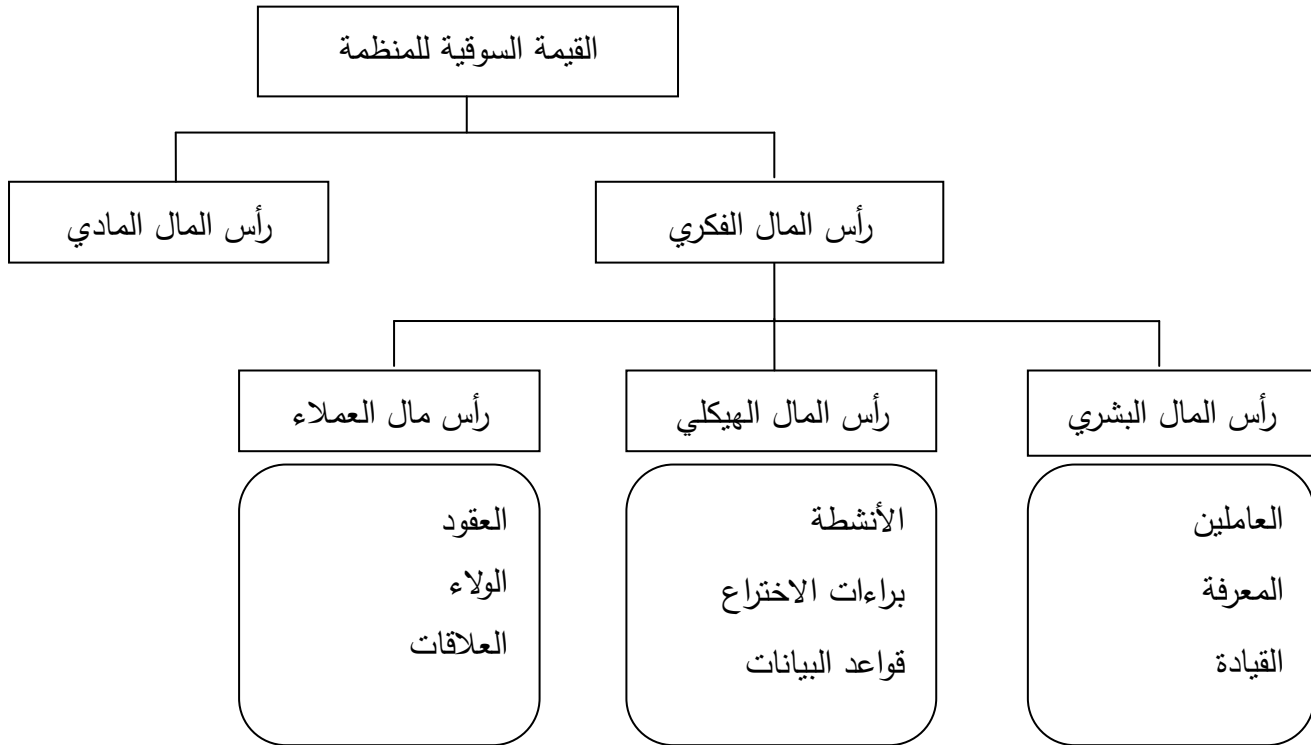 القيمة السوقية للمنظمة
رأس المال الفكري
رأس المال المادي
رأس المال البشري
رأس المال الهيكلي
رأس مال العملاء
العاملين
المعرفة
القيادة
الأنشطة
براءات الاختراع
قواعد البيانات
العقود
الولاء
العلاقات